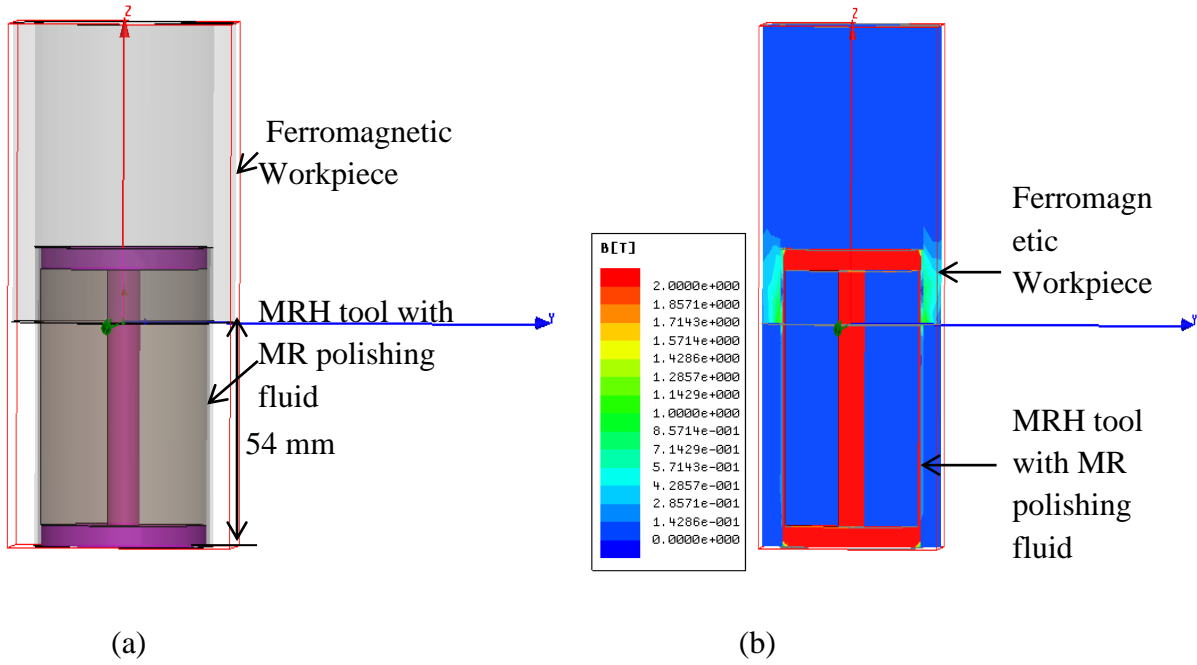 Z
Ferromagnetic
Workpiece
MRH tool with
MR polishing
fluid
54 mm
Y
(a)
Z
B[T]
2.0000e+000
1.8571e+000
1.7143e+000
1.5714e+000
1.4286e+000
1.2857e+000
1.1429e+000
1.0000e+000
8.5714e-001
7.1429e-001
5.7143e-001
4.2857e-001
2.8571e-001
1.4286e-001
0.0000e+000
Ferromagn
etic
Workpiece
Y
MRH tool
with MR
polishing
fluid
(b)